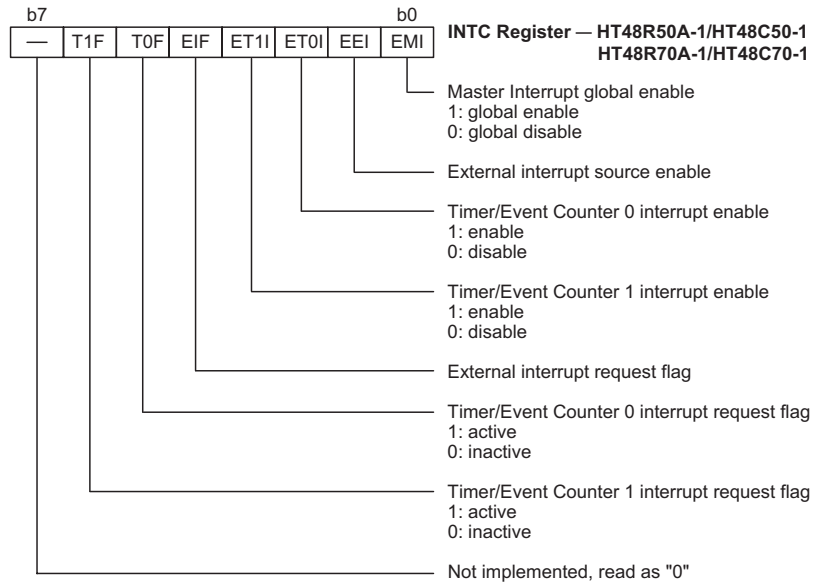 b7 b0
— T1F T0F EIF ET1I ET0I EEI EMI
INTC Register — HT48R50A-1/HT48C50-1
HT48R70A-1/HT48C70-1
Master Interrupt global enable
1: global enable
0: global disable
External interrupt source enable
Timer/Event Counter 0 interrupt enable
1: enable
0: disable
Timer/Event Counter 1 interrupt enable
1: enable
0: disable
External interrupt request flag
Timer/Event Counter 0 interrupt request flag
1: active
0: inactive
Timer/Event Counter 1 interrupt request flag
1: active
0: inactive
Not implemented, read as "0"